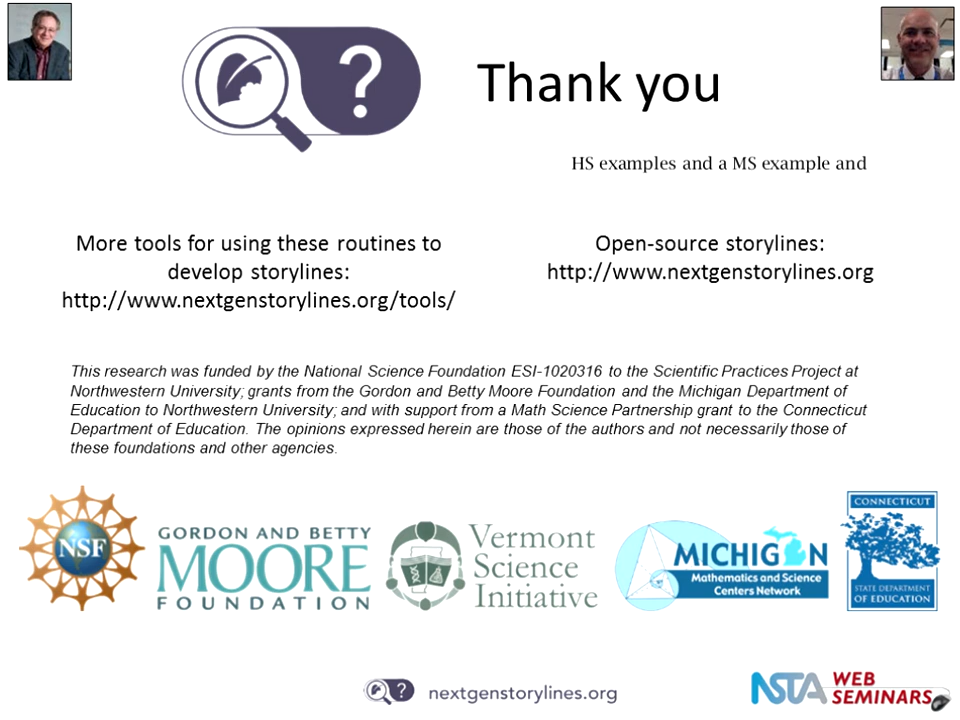 ?
Thank you
HS examples and a MS example and
More tools for using these routines to
develop storylines:
http://www.nextgenstorylines.org/tools/
Open-source storylines:
http://www.nextgenstorylines.org
This research was funded by the National Science Foundation ESI-1020316 to the Scientific Practices Project at
Northwestern University; grants from the Gordon and Betty Moore Foundation and the Michigan Department of
Education to Northwestern University; and with support from a Math Science Partnership grant to the Connecticut
Department of Education. The opinions expressed herein are those of the authors and not necessarily those of
these foundations and other agencies.
NSF
GORDON AND BETTY
MOORE
FOUNDATION
Vermont
Science
Initiative
MICHIGAN
Mathematics and Science
Centers Network
CONNECTICUT
STATE DEPARTMENT
OF EDUCATION
?
nextgenstorylines.org
NSTA WEB
SEMINARS